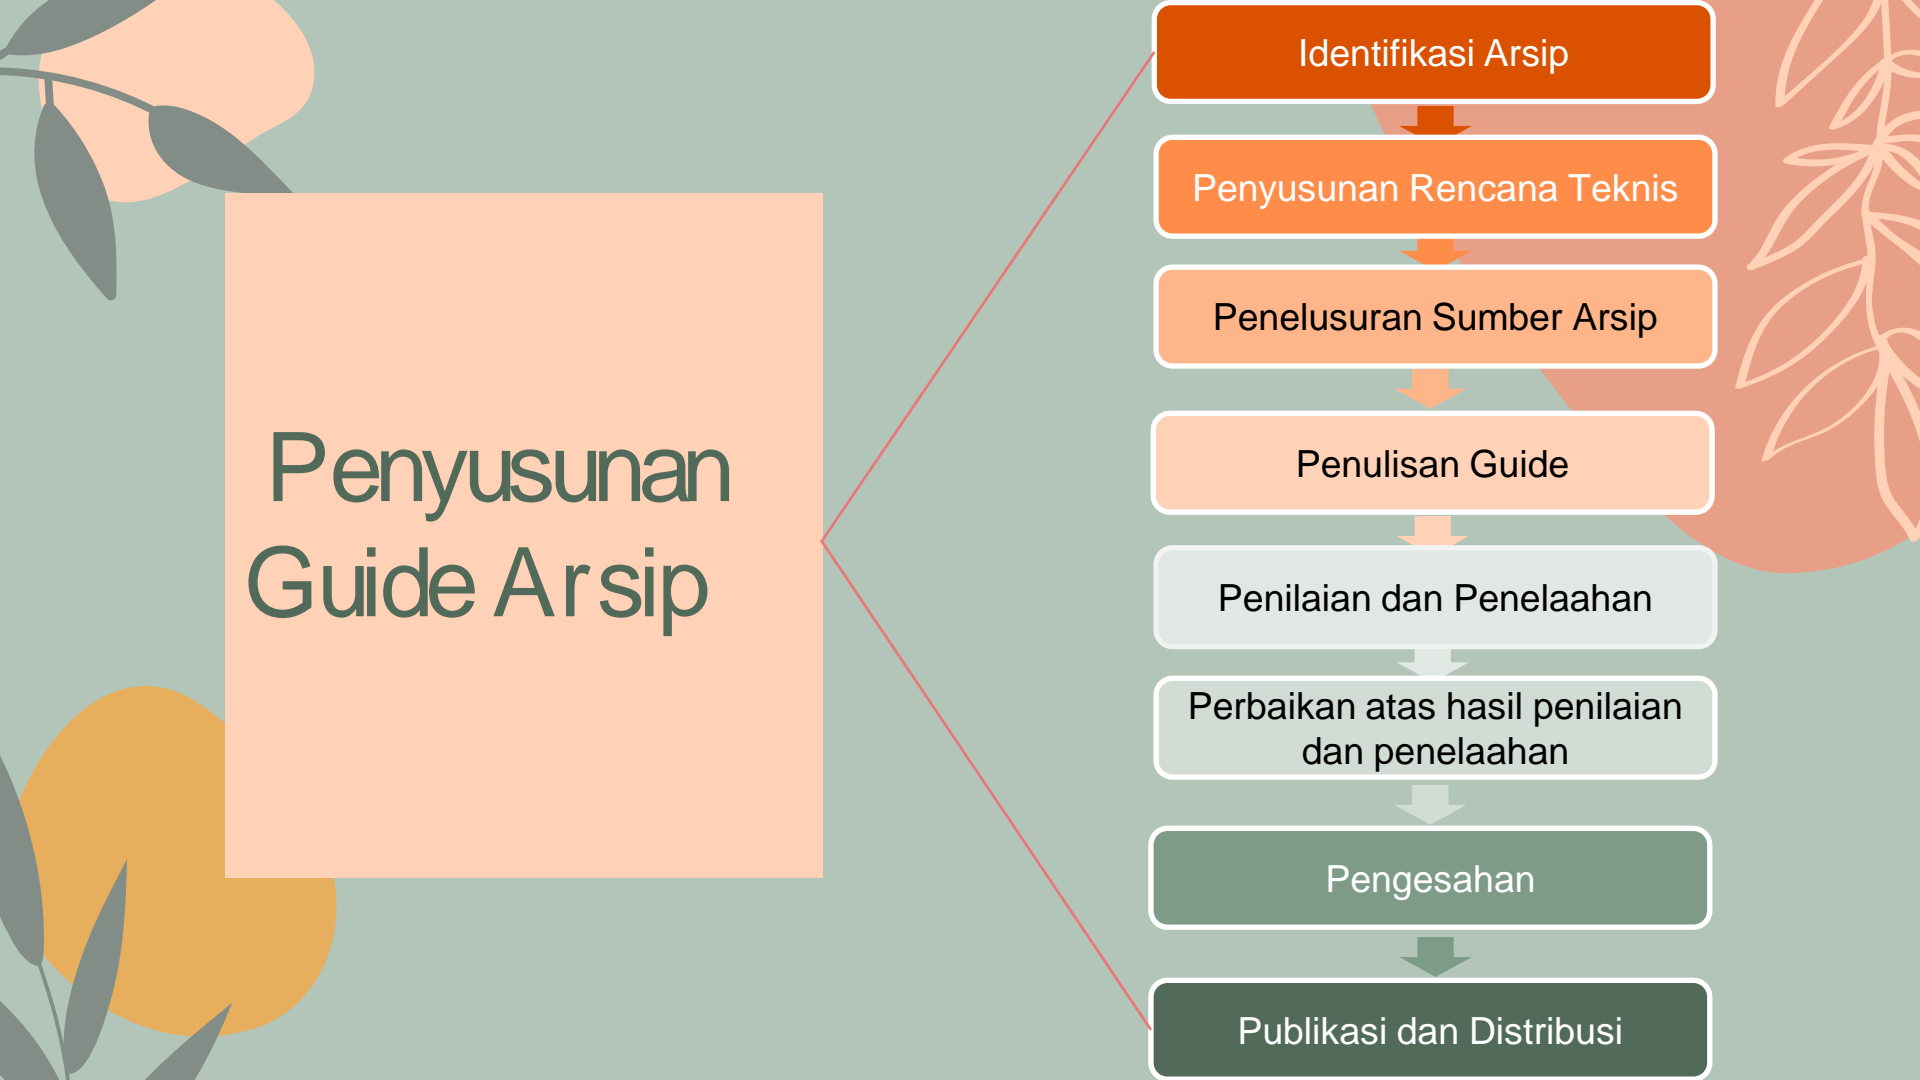 Penyusunan
Guide Arsip
Identifikasi Arsip
Penyusunan Rencana Teknis
Penelusuran Sumber Arsip
Penulisan Guide
Penilaian dan Penelaahan
Perbaikan atas hasil penilaian
dan penelaahan
Pengesahan
Publikasi dan Distribusi